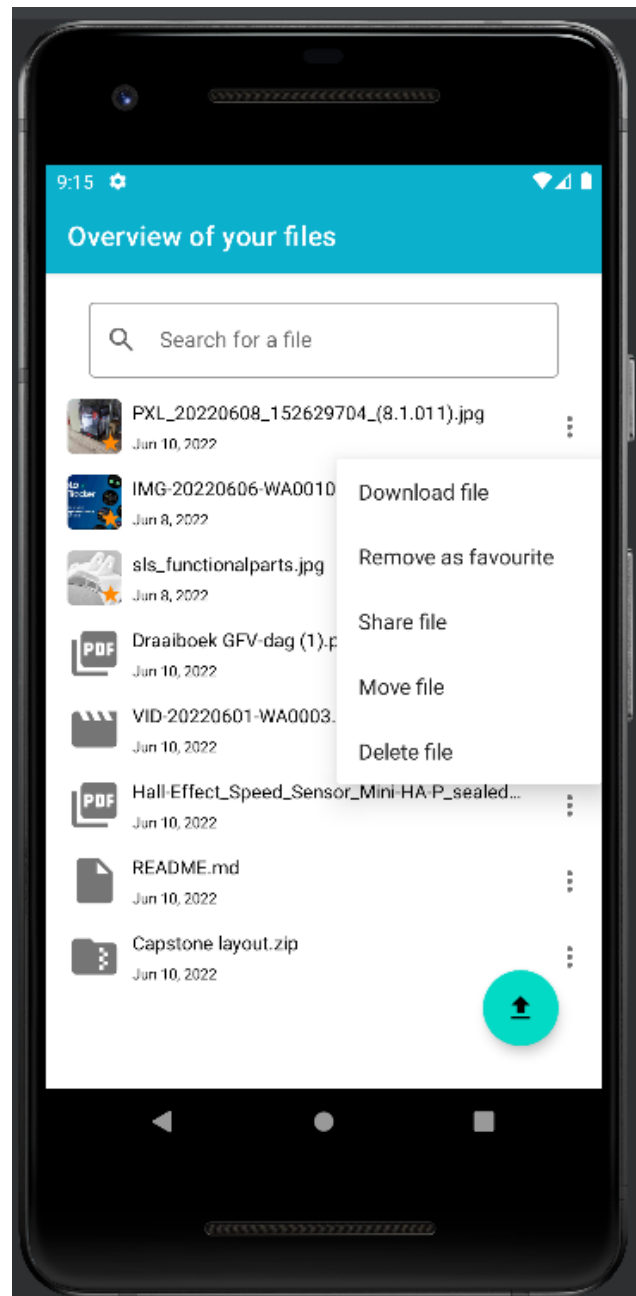 9:15
Overview of your files
Search for a file
PXL_20220608_152629704_(8.1.011).jpg
Jun 10, 2022
IMG-20220606-WA0010
Jun 8, 2022
sls_functionalparts.jpg
Jun 8, 2022
PDF
Draaiboek GFV-dag (1).p
Jun 10, 2022
VID-20220601-WA0003.
Jun 10, 2022
Download file
Remove as favourite
Share file
Move file
Delete file
PDF
Hall-Effect_Speed_Sensor_Mini-HA-P_sealed...
Jun 10, 2022
README.md
Jun 10, 2022
Capstone layout.zip
Jun 10, 2022